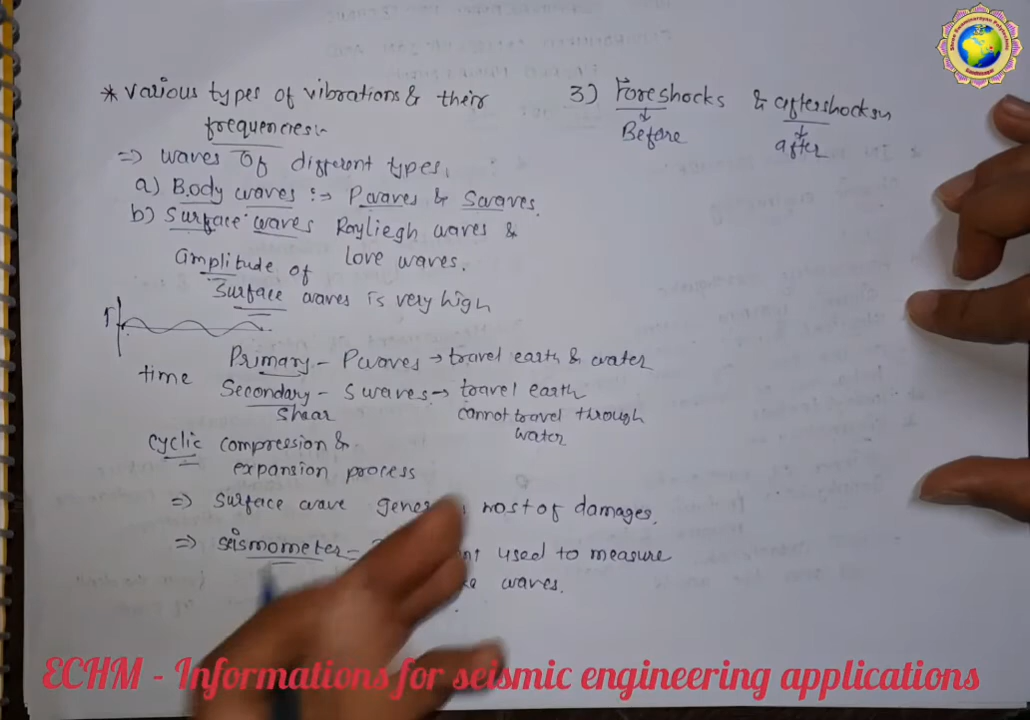 * Various types of vibrations & their
frequencies:-
=> Waves of different types.
a) Body waves :-> P waves & S waves.
b) Surface waves Rayliegh waves &
love waves.
Amplitude of
Surface waves is very high
time
Primary - P waves -> travel earth & water
Secondary - S waves -> travel earth
Shear
cannot travel through
water
cyclic compression &
expansion process
=> Surface wave most of damages.
=> Seismometer - used to measure
waves.
3) Foreshocks & aftershocks:-
Before
after
ECHM - Informations for seismic engineering applications